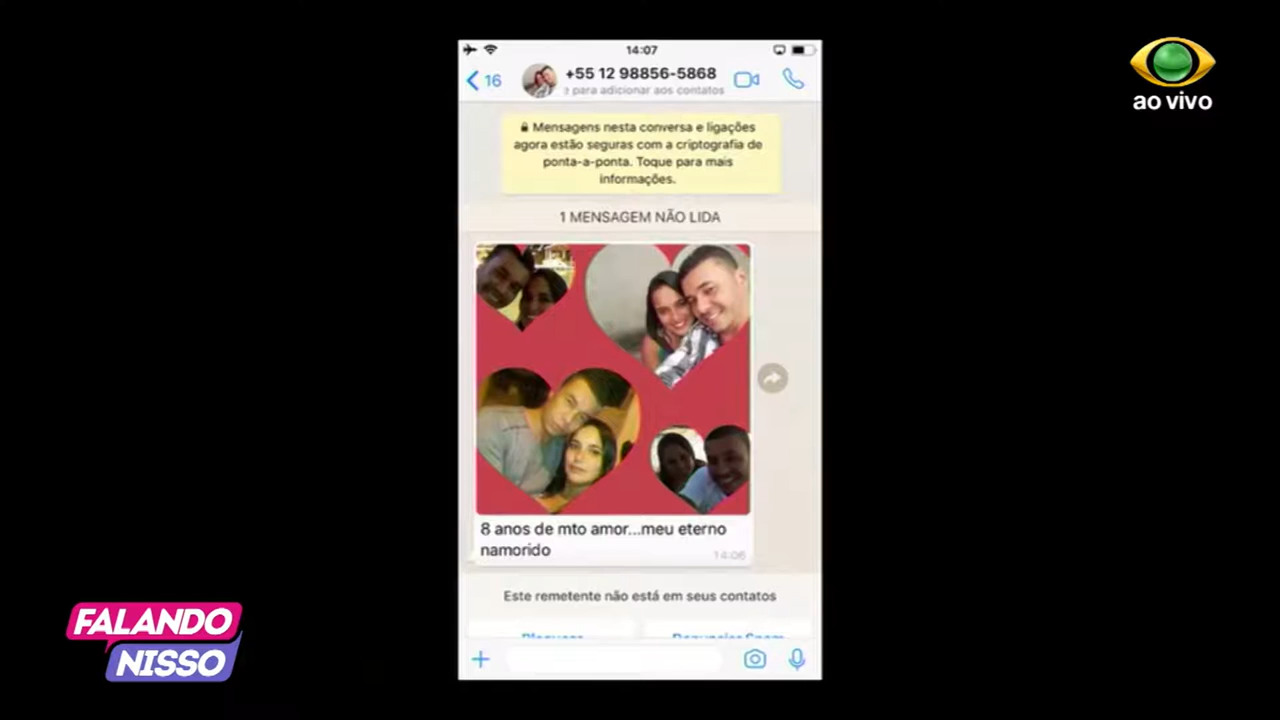 14:07
16
+55 12 98856-5868
e para adicionar aos contatos
ao vivo
Mensagens nesta conversa e ligações
agora estão seguras com a criptografia de
ponta-a-ponta. Toque para mais
informações.
1 MENSAGEM NÃO LIDA
8 anos de mto amor...meu eterno
namorido
14:06
Este remetente não está em seus contatos
FALANDO
NISSO